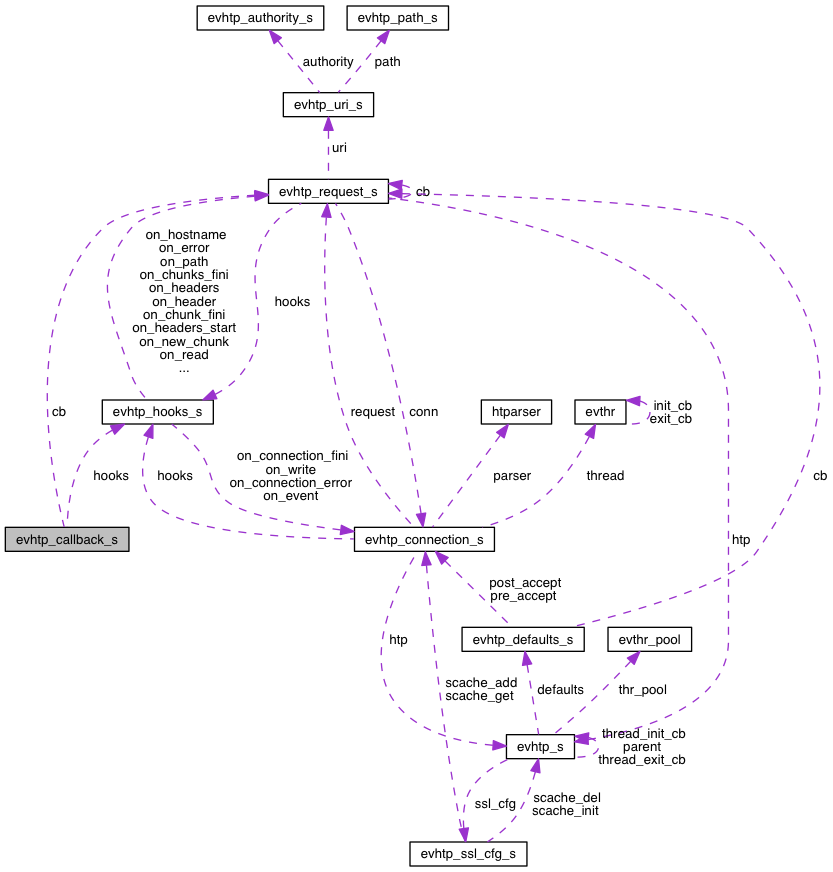 evhtp_authority_s
evhtp_path_s
authority
path
evhtp_uri_s
uri
evhtp_request_s
cb
on_hostname
on_error
on_path
on_chunks_fini
on_headers
on_header
on_chunk_fini
on_headers_start
on_new_chunk
on_read
...
hooks
evhtp_hooks_s
htparser
evthr
init_cb
exit_cb
cb
request
conn
hooks
hooks
on_connection_fini
on_write
on_connection_error
on_event
parser
thread
cb
evhtp_callback_s
evhtp_connection_s
htp
post_accept
pre_accept
htp
evhtp_defaults_s
evthr_pool
scache_add
scache_get
defaults
thr_pool
evhtp_s
thread_init_cb
parent
thread_exit_cb
ssl_cfg
scache_del
scache_init
evhtp_ssl_cfg_s